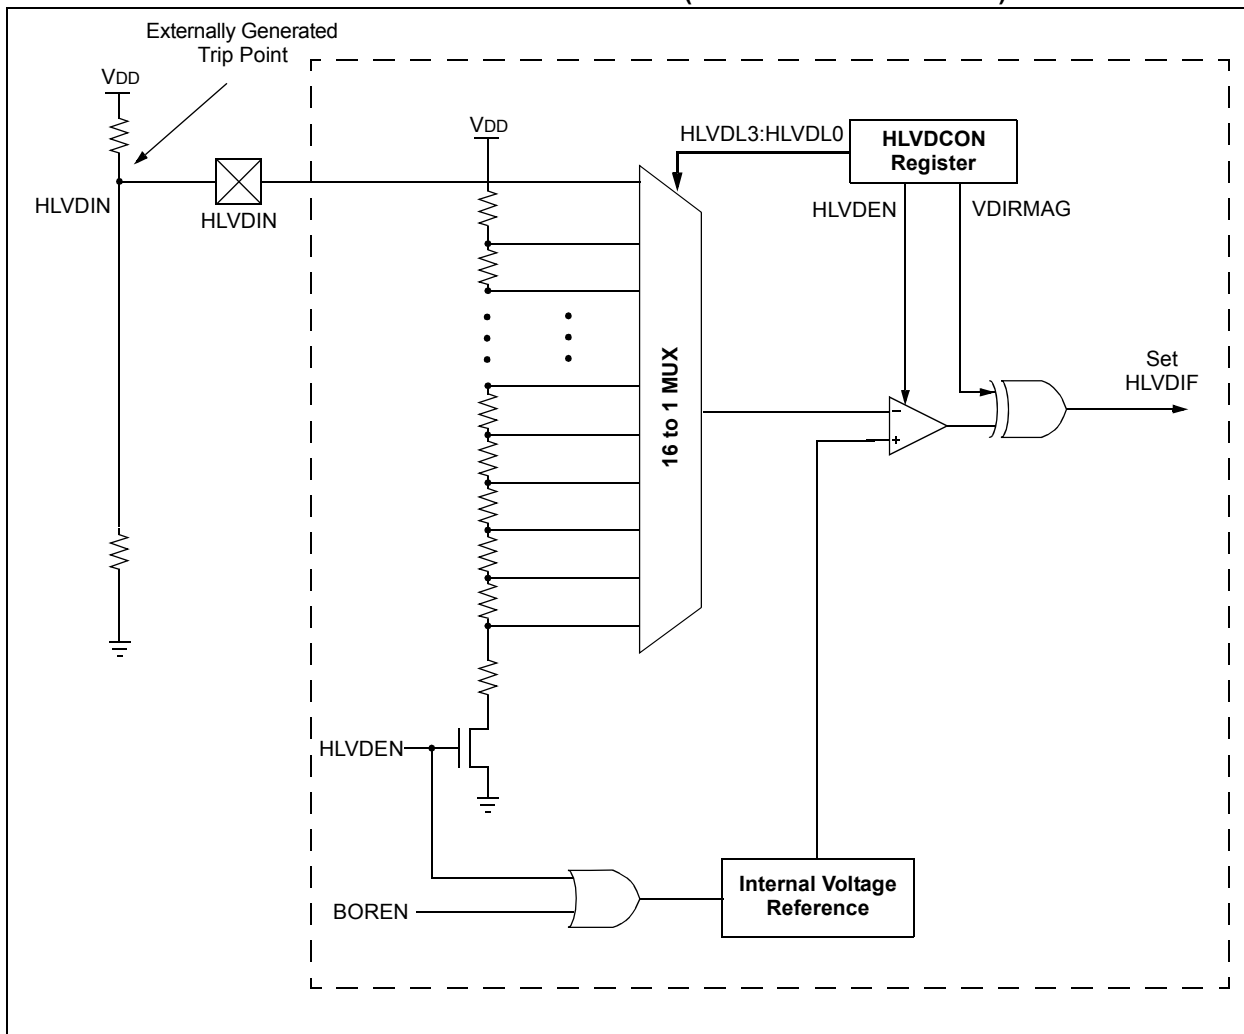 Externally Generated
Trip Point
VDD
VDD
HLVDL3:HLVDL0
HLVDCON
Register
HLVDIN
HLVDIN
HLVDEN
VDIRMAG
16 to 1 MUX
Set
HLVDIF
–
+
HLVDEN
BOREN
Internal Voltage
Reference